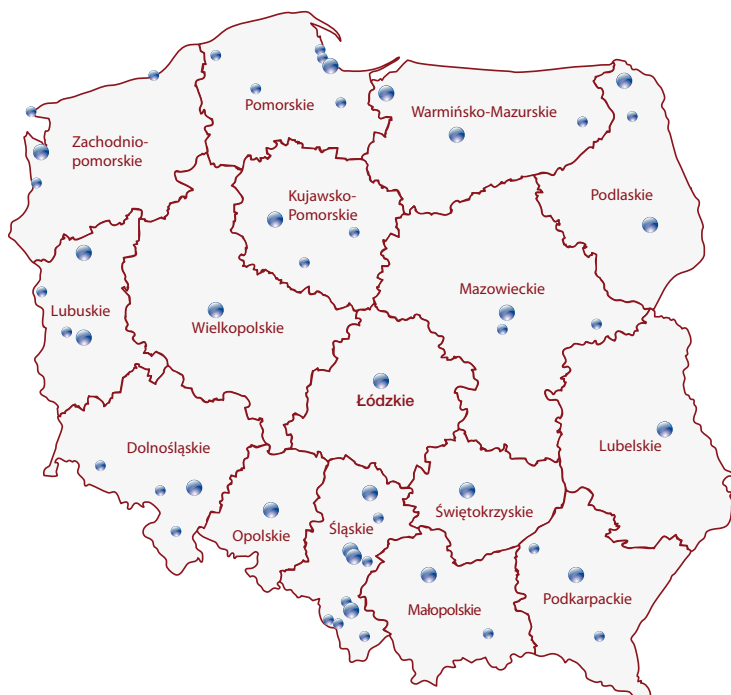 Pomorskie
Warmińsko-Mazurskie
Zachodnio-
pomorskie
Kujawsko-
Pomorskie
Podlaskie
Mazowieckie
Lubuskie
Wielkopolskie
Łódzkie
Dolnośląskie
Lubelskie
Opolskie
Śląskie
Świętokrzyskie
Małopolskie
Podkarpackie